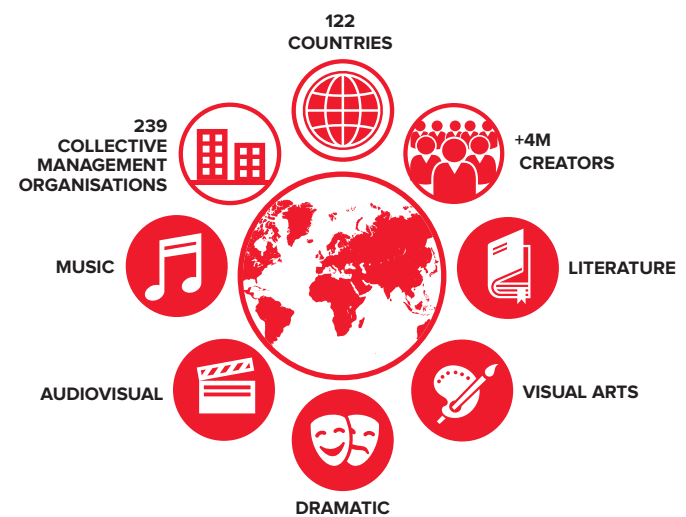 122
COUNTRIES
239
COLLECTIVE
MANAGEMENT
ORGANISATIONS
+4M
CREATORS
MUSIC
LITERATURE
AUDIOVISUAL
VISUAL ARTS
DRAMATIC